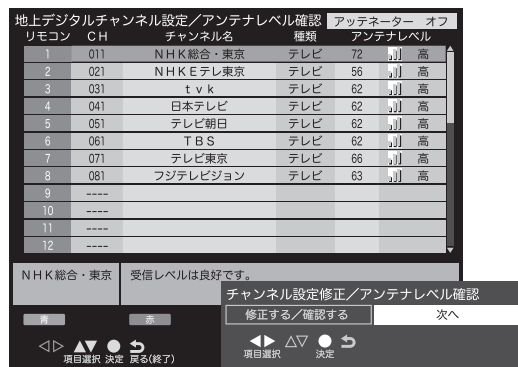 地上デジタルチャンネル設定／アンテナレベル確認 アッテネーター オフ
リモコン CH チャンネル名 種類 アンテナレベル
1 011 NHK総合・東京 テレビ 72 高
2 021 NHKEテレ東京 テレビ 56 高
3 031 tvk テレビ 62 高
4 041 日本テレビ テレビ 62 高
5 051 テレビ朝日 テレビ 62 高
6 061 TBS テレビ 62 高
7 071 テレビ東京 テレビ 66 高
8 081 フジテレビジョン テレビ 63 高
9 ----
10 ----
11 ----
12 ----
NHK総合・東京 受信レベルは良好です。
チャンネル設定修正／アンテナレベル確認
修正する／確認する 次へ
青 赤
項目選択 決定 戻る(終了)
項目選択 決定